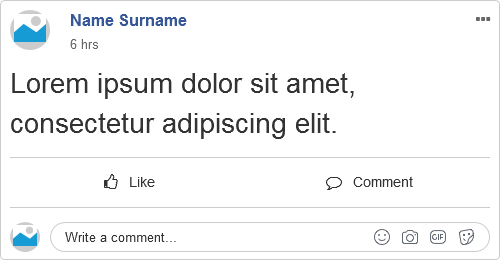 Name Surname
6 hrs
Lorem ipsum dolor sit amet,
consectetur adipiscing elit.
Like
Comment
Write a comment...
GIF